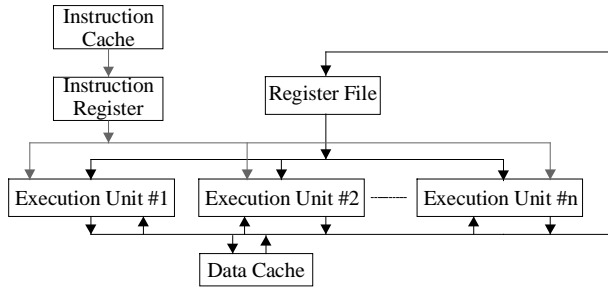 Instruction
Cache
Instruction
Register
Register File
Execution Unit #1
Execution Unit #2
Execution Unit #n
Data Cache